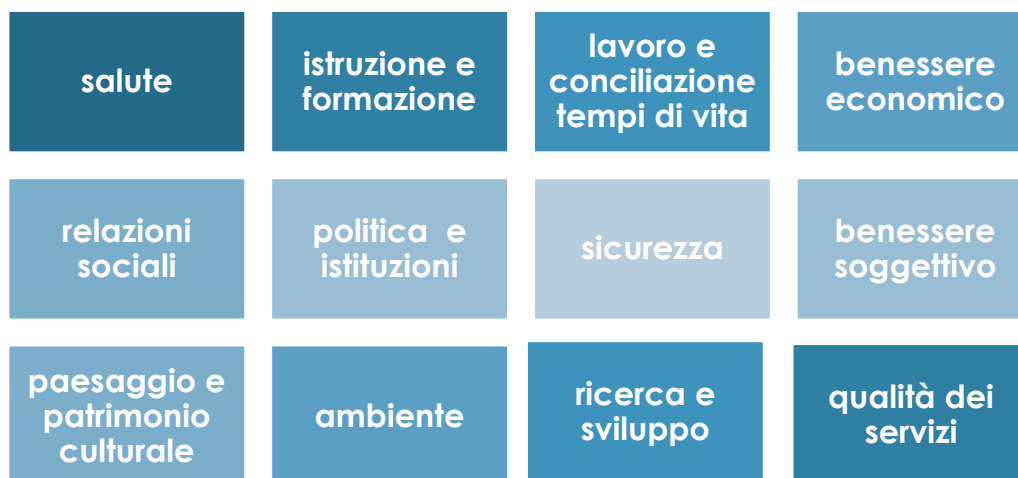 salute
istruzione e
formazione
lavoro e
conciliazione
tempi di vita
benessere
economico
relazioni
sociali
politica e
istituzioni
sicurezza
benessere
soggettivo
paesaggio e
patrimonio
culturale
ambiente
ricerca e
sviluppo
qualità dei
servizi